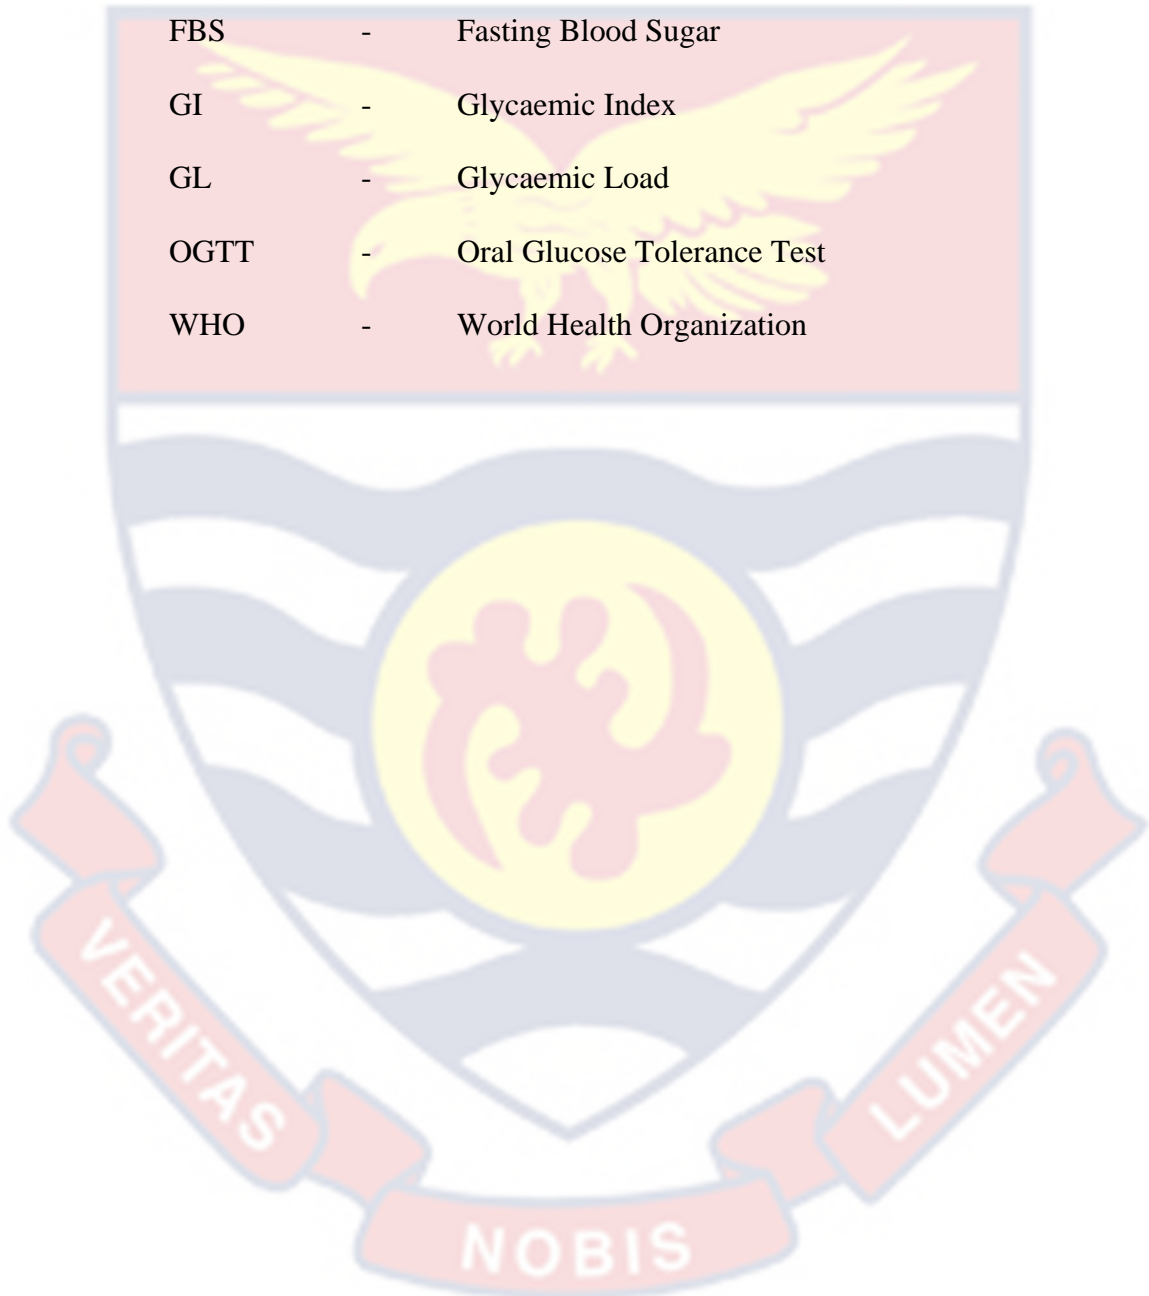 FBS - Fasting Blood Sugar
GI - Glycaemic Index
GL - Glycaemic Load
OGTT - Oral Glucose Tolerance Test
WHO - World Health Organization
VERITAS
NOBIS
LUMEN